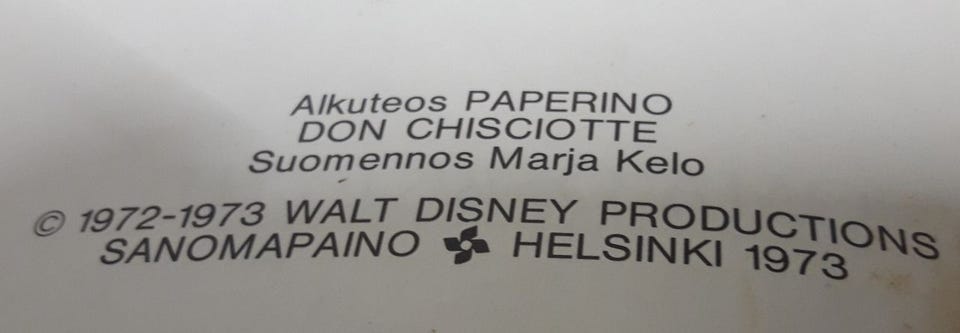 Alkuteos PAPERINO
DON CHISCIOTTE
Suomennos Marja Kelo
© 1972-1973 WALT DISNEY PRODUCTIONS
SANOMAPAINO HELSINKI 1973